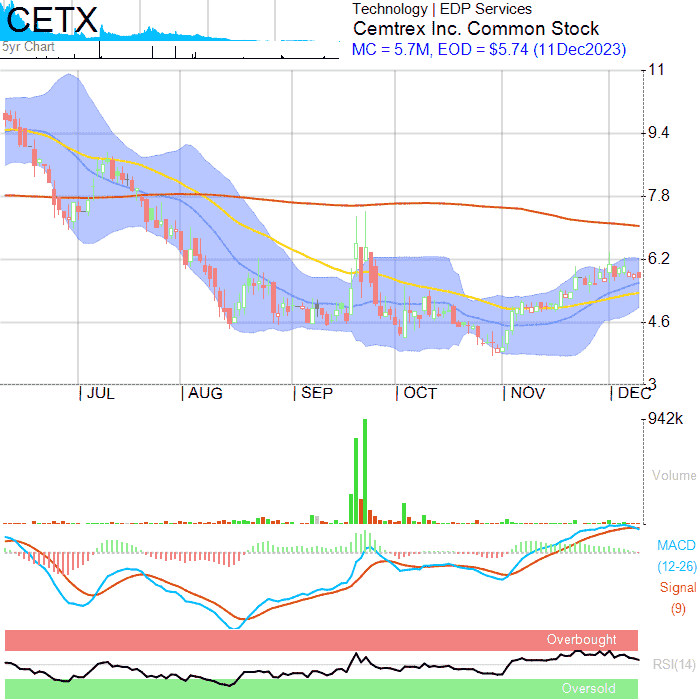 CETX
5yr Chart
Technology | EDP Services
Cemtrex Inc. Common Stock
MC = 5.7M, EOD = $5.74 (11Dec2023)
11
9.4
7.8
6.2
4.6
3
JUL AUG SEP OCT NOV DEC
942k
Volume
MACD
(12-26)
Signal
(9)
Overbought
RSI(14)
Oversold